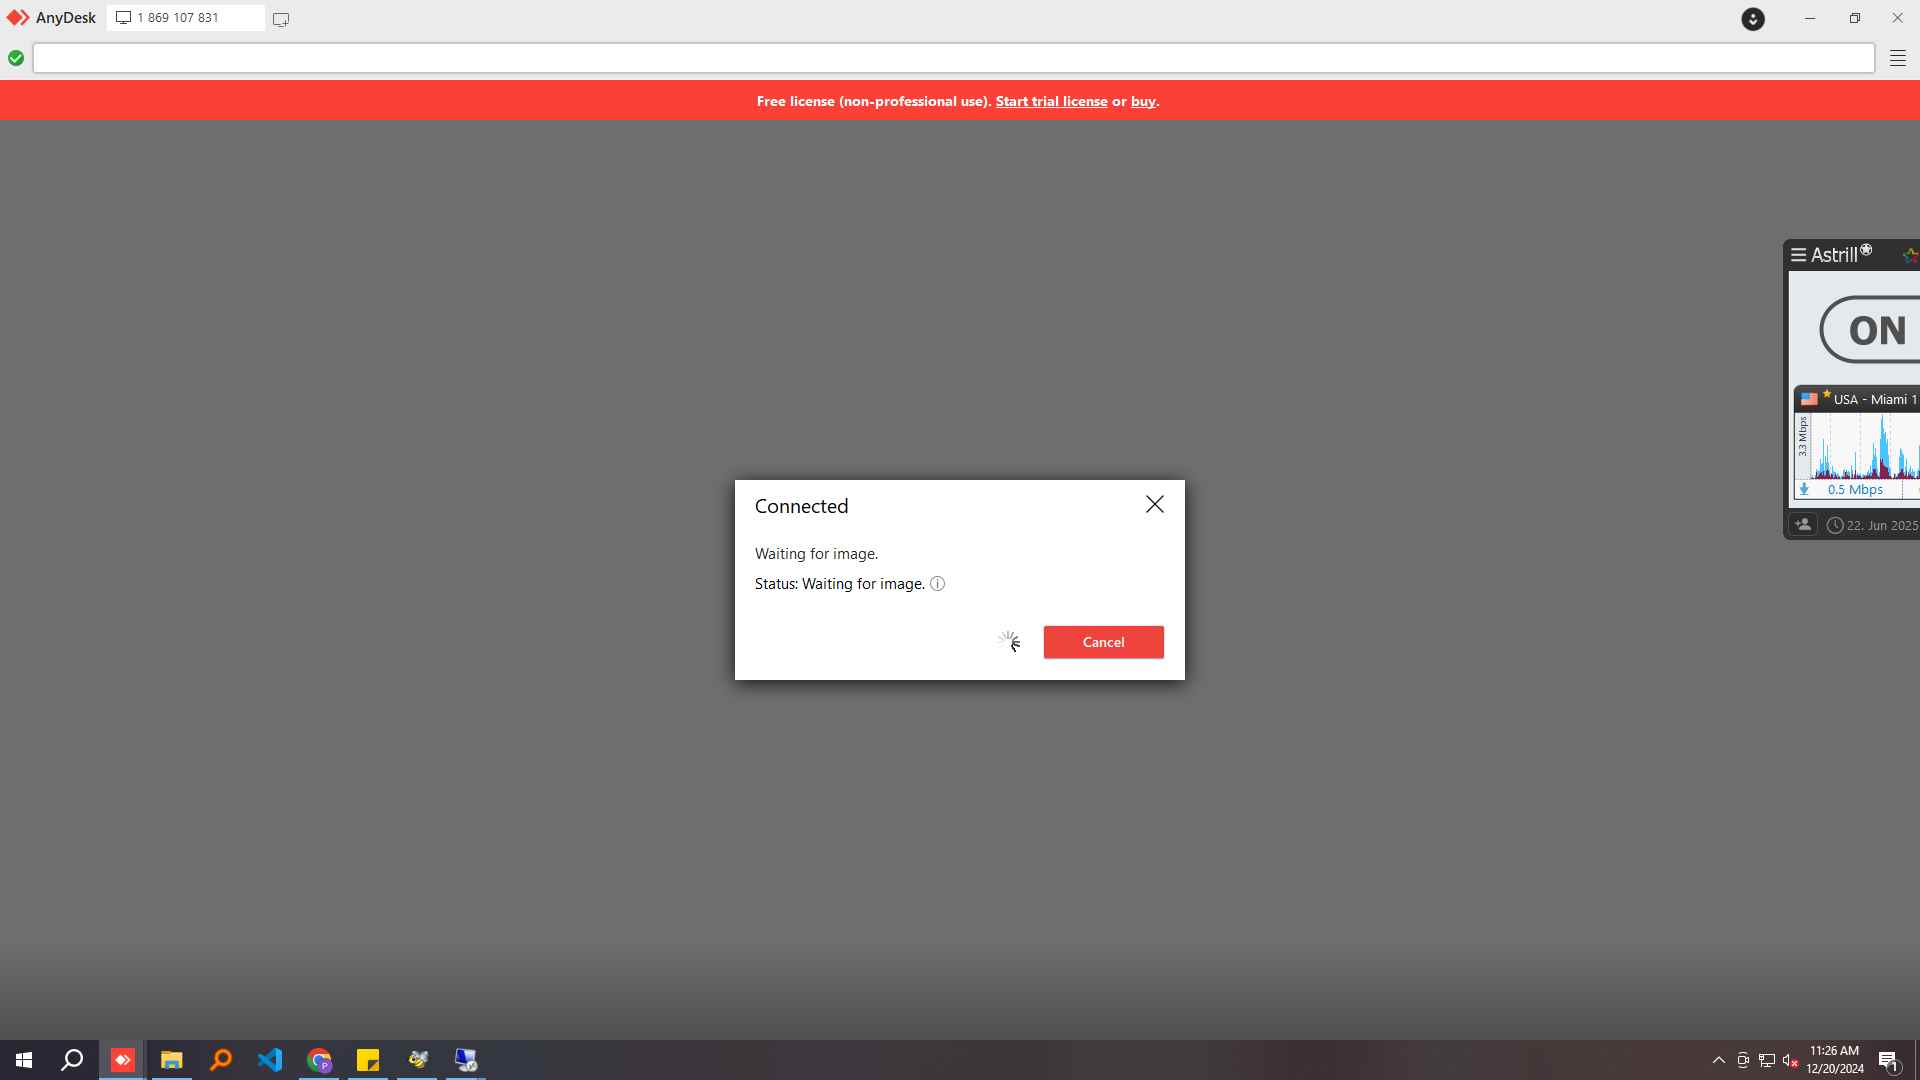 AnyDesk
1 869 107 831
Free license (non-professional use). Start trial license or buy.
Astrill
ON
USA - Miami 1
3.3 Mbps
0.5 Mbps
22. Jun 2025
Connected
Waiting for image.
Status: Waiting for image.
Cancel
P
11:26 AM
12/20/2024
1